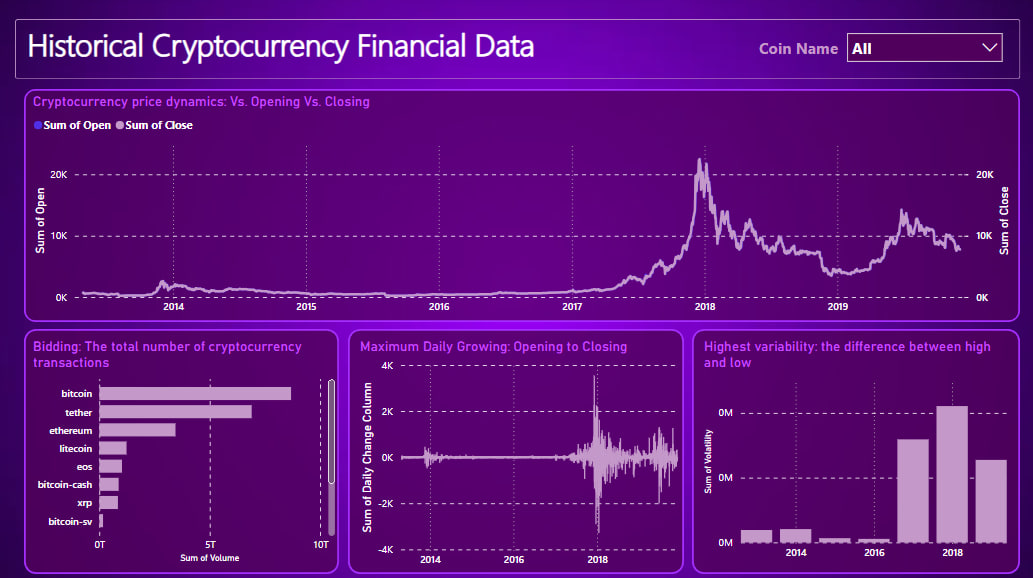 Historical Cryptocurrency Financial Data
Coin Name All
Cryptocurrency price dynamics: Vs. Opening Vs. Closing
Sum of Open Sum of Close
Sum of Open
20K
10K
0K
2014 2015 2016 2017 2018 2019
20K
10K
0K
Sum of Close
Bidding: The total number of cryptocurrency
transactions
bitcoin
tether
ethereum
litecoin
eos
bitcoin-cash
xrp
bitcoin-sv
0T 5T 10T
Sum of Volume
Maximum Daily Growing: Opening to Closing
Sum of Daily Change Column
4K
2K
0K
-2K
-4K
2014 2016 2018
Highest variability: the difference between high
and low
Sum of Volatility
0M
0M
0M
2014 2016 2018